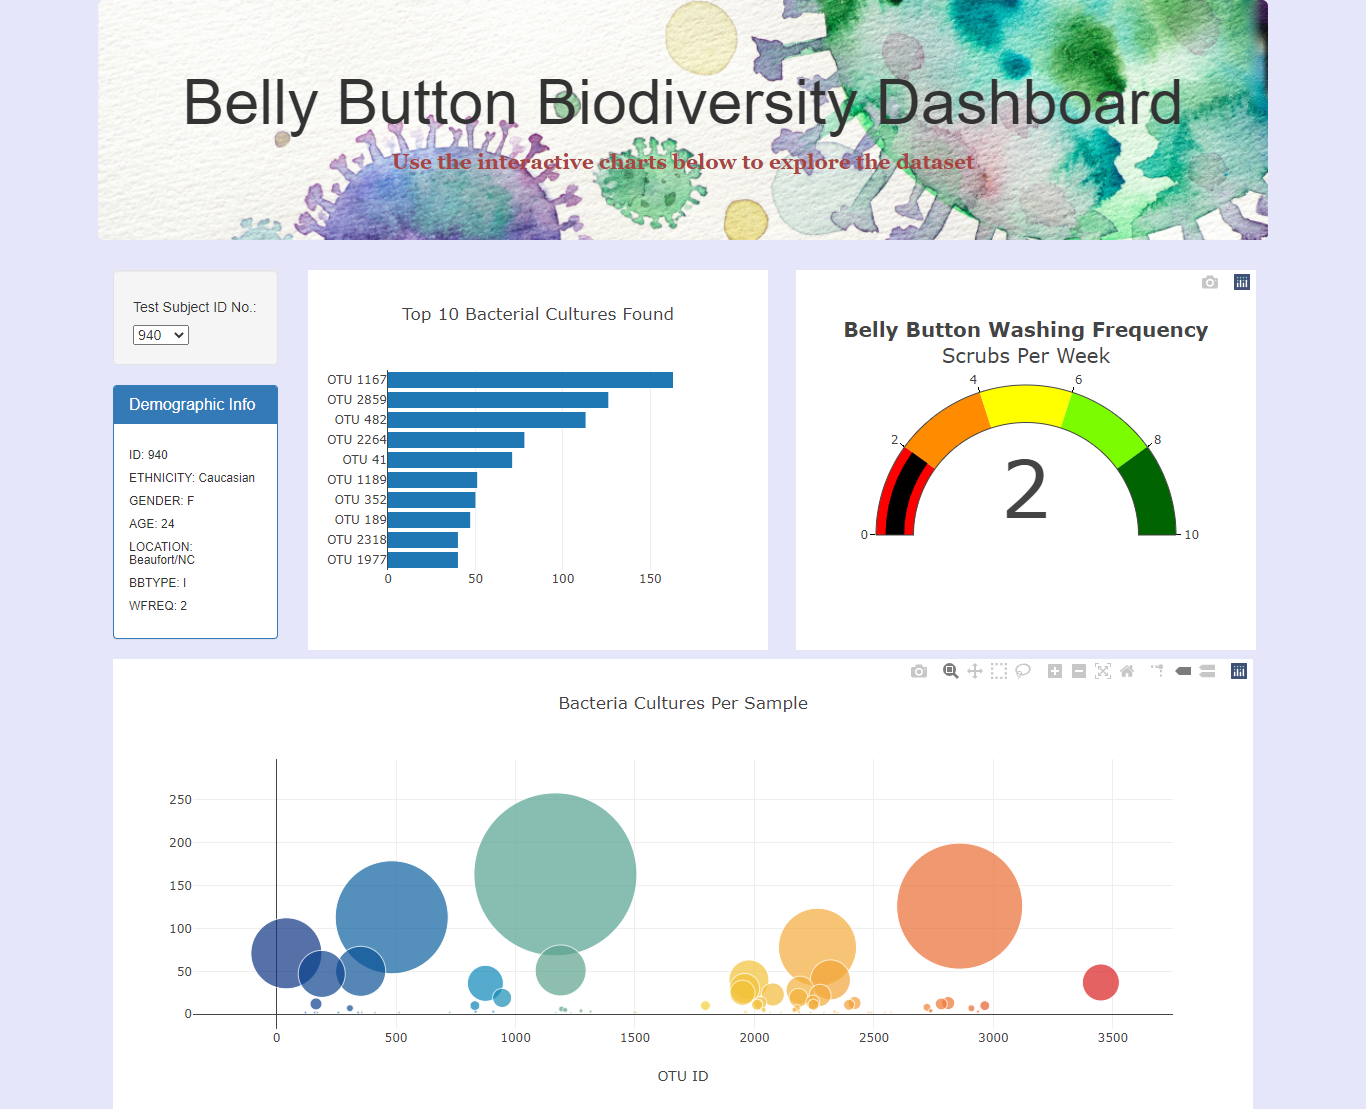 Belly Button Biodiversity Dashboard
Use the interactive charts below to explore the dataset
Test Subject ID No.:
940
Demographic Info
ID: 940
ETHNICITY: Caucasian
GENDER: F
AGE: 24
LOCATION:
Beaufort/NC
BBTYPE: I
WFREQ: 2
Top 10 Bacterial Cultures Found
OTU 1167
OTU 2859
OTU 482
OTU 2264
OTU 41
OTU 1189
OTU 352
OTU 189
OTU 2318
OTU 1977
0 50 100 150
Belly Button Washing Frequency
Scrubs Per Week
4 6
2 8
2
0 10
Bacteria Cultures Per Sample
250
200
150
100
50
0
0 500 1000 1500 2000 2500 3000 3500
OTU ID